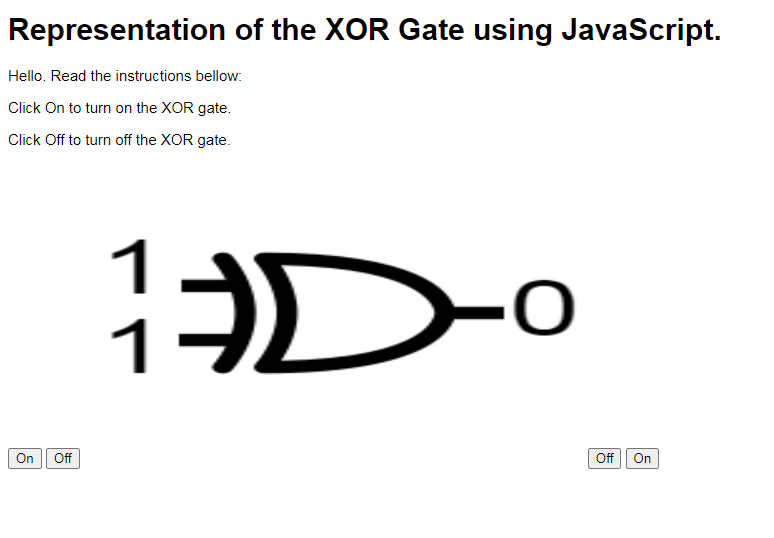 Representation of the XOR Gate using JavaScript.
Hello. Read the instructions bellow:
Click On to turn on the XOR gate.
Click Off to turn off the XOR gate.
1
1
0
On Off Off On